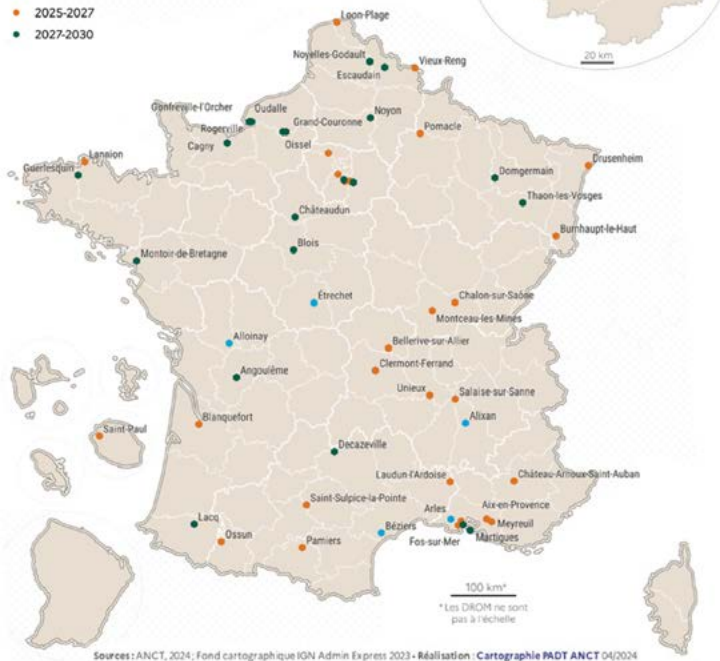 2025-2027
2027-2030
20 km
Loon-Plage
Noyelles-Godault
Vieux-Reng
Escaudain
Gonfreville-l'Orcher
Oudalle
Noyon
Rogerville
Grand-Couronne
Pomacle
Cagny
Oissel
Lannion
Drusenheim
Guerlesquin
Domgermain
Thaon-les-Vosges
Châteaudun
Burnhaupt-le-Haut
Blois
Montoir-de-Bretagne
Étrechet
Chalon-sur-Saône
Montceau-les-Mines
Alloinay
Bellerive-sur-Allier
Clermont-Ferrand
Angoulême
Unieux
Salaise-sur-Sanne
Blanquefort
Alixan
Saint-Paul
Decazeville
Laudun-l'Ardoise
Château-Arnoux-Saint-Auban
Saint-Sulpice-la-Pointe
Arles
Aix-en-Provence
Lacq
Meyreuil
Ossun
Pamiers
Béziers
Fos-sur-Mer
Martigues
100 km*
* Les DROM ne sont
pas à l'échelle
Sources : ANCT, 2024 ; Fond cartographique IGN Admin Express 2023 • Réalisation : Cartographie PADT ANCT 04/2024